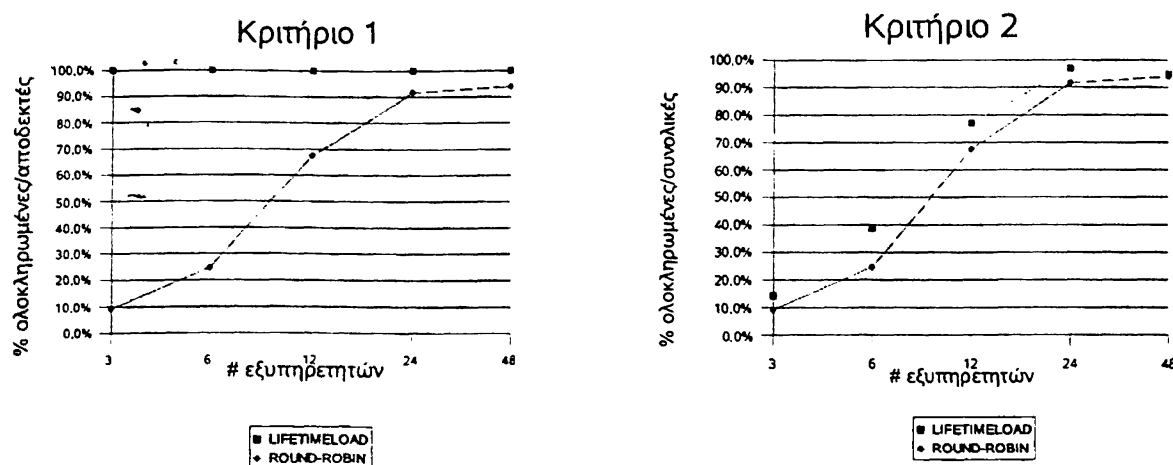 Κριτήριο 1
% ολοκληρωμένες/αποδεκτές
100,0%
90,0%
80,0%
70,0%
60,0%
50,0%
40,0%
30,0%
20,0%
10,0%
0,0%
3 6 12 24 48
# εξυπηρετητών
LIFETIMELOAD
ROUND-ROBIN
Κριτήριο 2
% ολοκληρωμένες/συνολικές
100,0%
90,0%
80,0%
70,0%
60,0%
50,0%
40,0%
30,0%
20,0%
10,0%
0,0%
3 6 12 24 48
# εξυπηρετητών
LIFETIMELOAD
ROUND-ROBIN